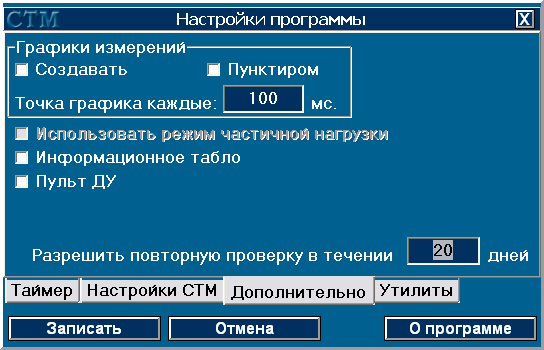 СТМ Настройки программы X
Графики измерений
Создавать Пунктиром
Точка графика каждые: 100 мс.
Использовать режим частичной нагрузки
Информационное табло
Пульт ДУ
Разрешить повторную проверку в течении 20 дней
Таймер Настройки СТМ Дополнительно Утилиты
Записать Отмена О программе